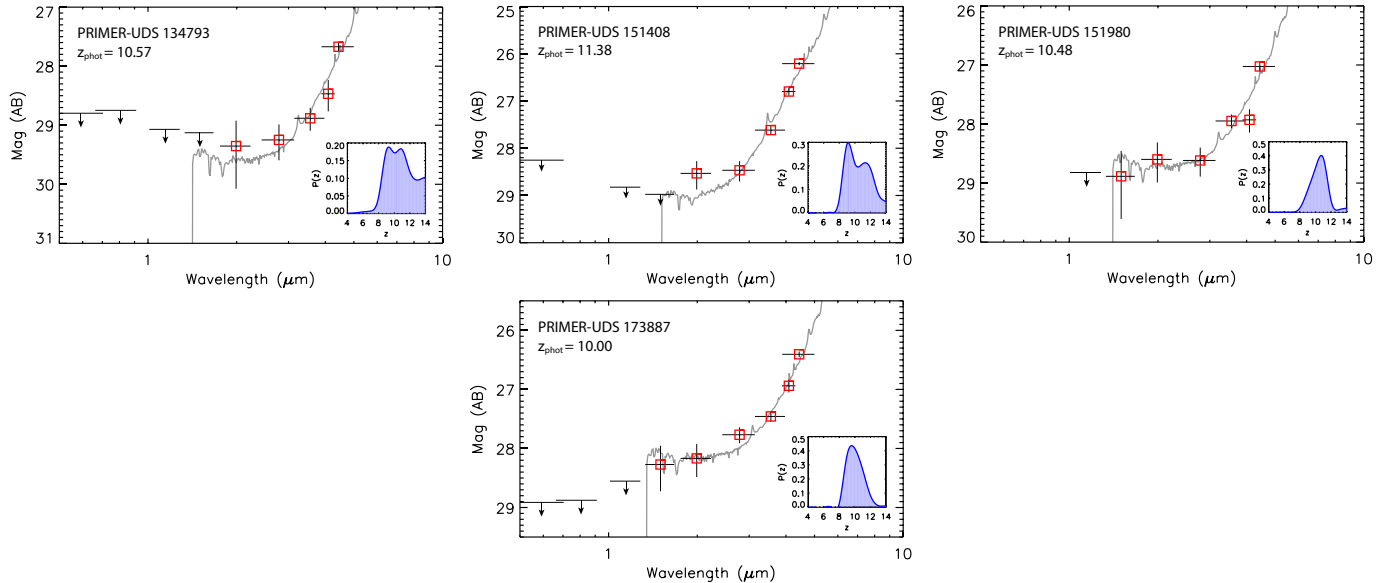 PRIMER-UDS 134793
z_phot = 10.57
27
28
29
30
31
Mag (AB)
1
10
Wavelength (μm)
0.20
0.15
0.10
0.05
0.00
P(z)
4 6 8 10 12 14
z
PRIMER-UDS 151408
z_phot = 11.38
25
26
27
28
29
30
Mag (AB)
1
10
Wavelength (μm)
0.3
0.2
0.1
0.0
P(z)
4 6 8 10 12 14
z
PRIMER-UDS 151980
z_phot = 10.48
26
27
28
29
30
Mag (AB)
1
10
Wavelength (μm)
0.5
0.4
0.3
0.2
0.1
0.0
P(z)
4 6 8 10 12 14
z
PRIMER-UDS 173887
z_phot = 10.00
26
27
28
29
Mag (AB)
1
10
Wavelength (μm)
0.5
0.4
0.3
0.2
0.1
0.0
P(z)
4 6 8 10 12 14
z